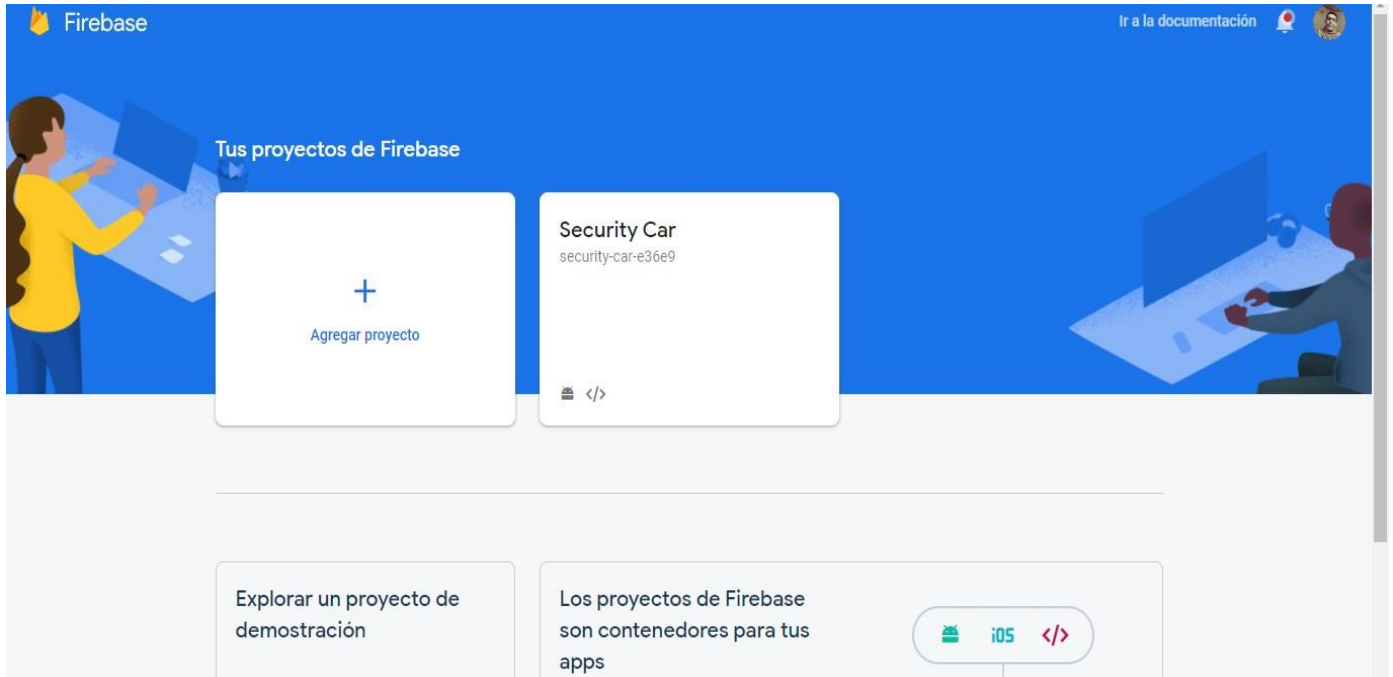 Firebase
Ir a la documentación
Tus proyectos de Firebase
Agregar proyecto
Security Car
security-car-e36e9
</>
Explorar un proyecto de
demostración
Los proyectos de Firebase
son contenedores para tus
apps
iOS </>